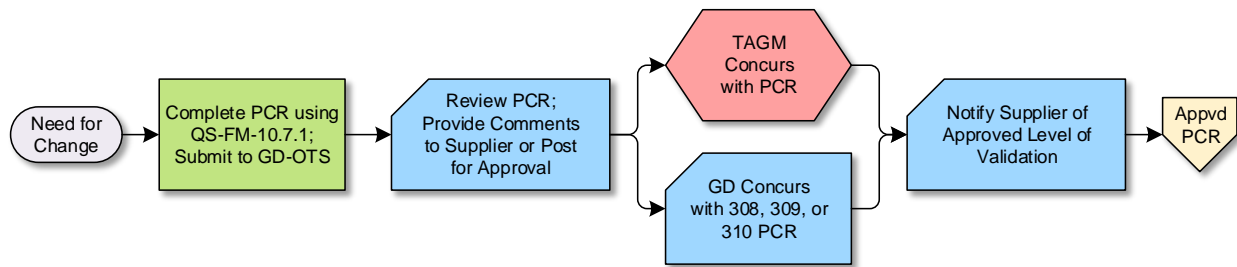 Need for
Change
Complete PCR using
QS-FM-10.7.1;
Submit to GD-OTS
Review PCR;
Provide Comments
to Supplier or Post
for Approval
TAGM
Concurs
with PCR
GD Concurs
with 308, 309, or
310 PCR
Notify Supplier of
Approved Level of
Validation
Appvd
PCR